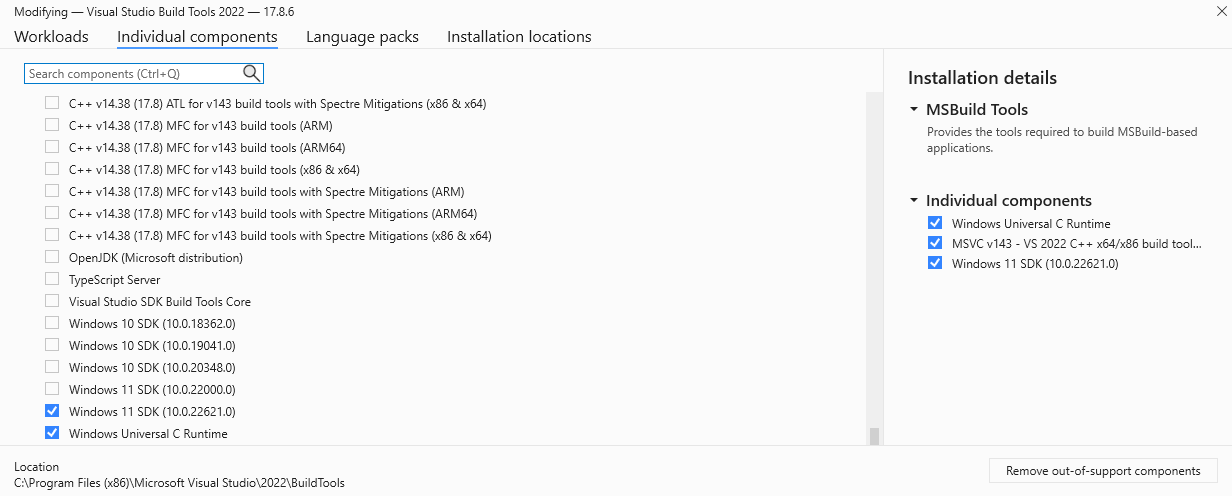 Modifying — Visual Studio Build Tools 2022 — 17.8.6
Workloads
Individual components
Language packs
Installation locations
Search components (Ctrl+Q)
C++ v14.38 (17.8) ATL for v143 build tools with Spectre Mitigations (x86 & x64)
C++ v14.38 (17.8) MFC for v143 build tools (ARM)
C++ v14.38 (17.8) MFC for v143 build tools (ARM64)
C++ v14.38 (17.8) MFC for v143 build tools (x86 & x64)
C++ v14.38 (17.8) MFC for v143 build tools with Spectre Mitigations (ARM)
C++ v14.38 (17.8) MFC for v143 build tools with Spectre Mitigations (ARM64)
C++ v14.38 (17.8) MFC for v143 build tools with Spectre Mitigations (x86 & x64)
OpenJDK (Microsoft distribution)
TypeScript Server
Visual Studio SDK Build Tools Core
Windows 10 SDK (10.0.18362.0)
Windows 10 SDK (10.0.19041.0)
Windows 10 SDK (10.0.20348.0)
Windows 11 SDK (10.0.22000.0)
Windows 11 SDK (10.0.22621.0)
Windows Universal C Runtime
Installation details
MSBuild Tools
Provides the tools required to build MSBuild-based
applications.
Individual components
Windows Universal C Runtime
MSVC v143 - VS 2022 C++ x64/x86 build tool...
Windows 11 SDK (10.0.22621.0)
Location
C:\Program Files (x86)\Microsoft Visual Studio\2022\BuildTools
Remove out-of-support components